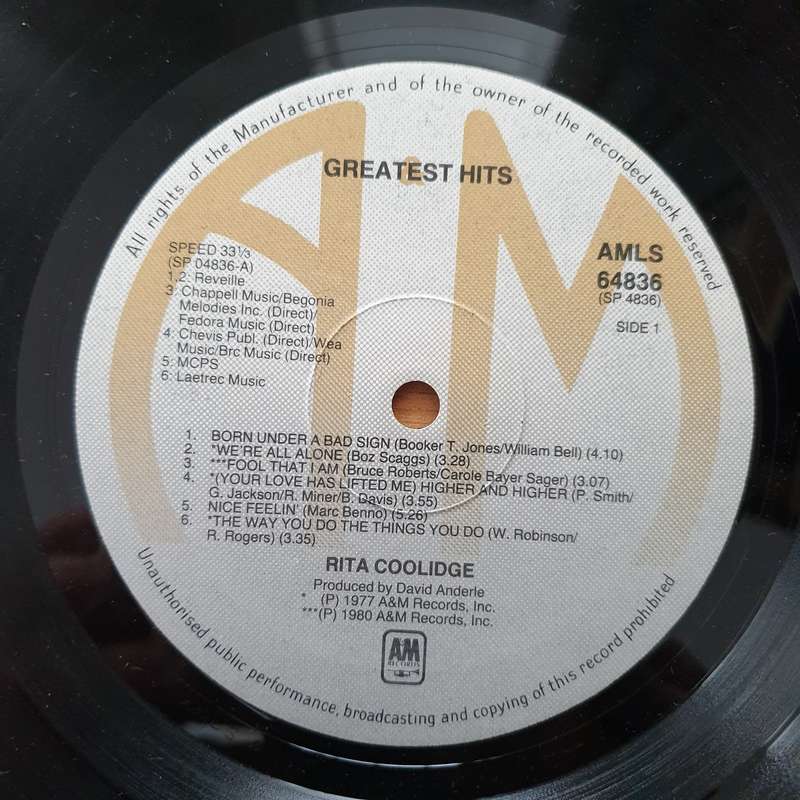 All rights of the Manufacturer and of the owner of the recorded work reserved
A&M
GREATEST HITS
SPEED 33⅓
(SP 04836-A)
1,2: Reveille
3: Chappell Music/Begonia
Melodies Inc. (Direct)/
Fedora Music (Direct)
4: Chevis Publ. (Direct)/Wea
Music/Brc Music (Direct)
5: MCPS
6: Laetrec Music
AMLS
64836
(SP 4836)
SIDE 1
1. BORN UNDER A BAD SIGN (Booker T. Jones/William Bell) (4.10)
2. *WE'RE ALL ALONE (Boz Scaggs) (3.28)
3. ***FOOL THAT I AM (Bruce Roberts/Carole Bayer Sager) (3.07)
4. *(YOUR LOVE HAS LIFTED ME) HIGHER AND HIGHER (P. Smith/
G. Jackson/R. Miner/B. Davis) (3.55)
5. NICE FEELIN' (Marc Benno) (5.26)
6. *THE WAY YOU DO THE THINGS YOU DO (W. Robinson/
R. Rogers) (3.35)
RITA COOLIDGE
Produced by David Anderle
* (P) 1977 A&M Records, Inc.
***(P) 1980 A&M Records, Inc.
A&M
RECORDS
Unauthorised public performance, broadcasting and copying of this record prohibited